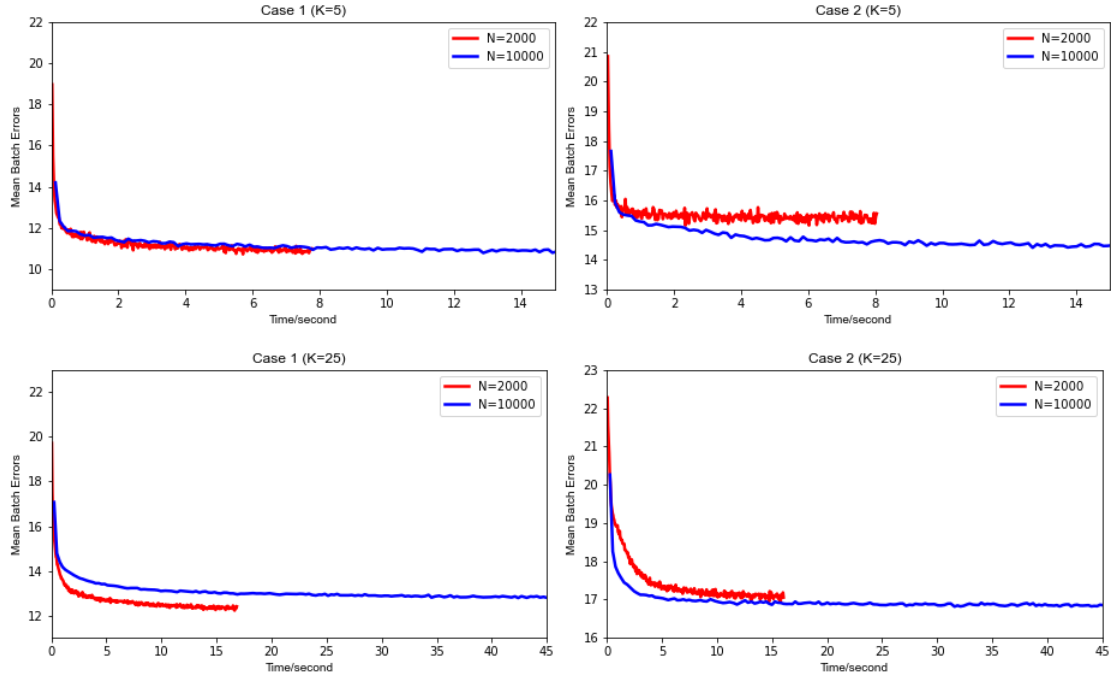 Case 1 (K=5)
Mean Batch Errors
22
20
18
16
14
12
10
N=2000
N=10000
0 2 4 6 8 10 12 14
Time/second
Case 2 (K=5)
Mean Batch Errors
22
21
20
19
18
17
16
15
14
13
N=2000
N=10000
0 2 4 6 8 10 12 14
Time/second
Case 1 (K=25)
Mean Batch Errors
22
20
18
16
14
12
N=2000
N=10000
0 5 10 15 20 25 30 35 40 45
Time/second
Case 2 (K=25)
Mean Batch Errors
23
22
21
20
19
18
17
16
N=2000
N=10000
0 5 10 15 20 25 30 35 40 45
Time/second